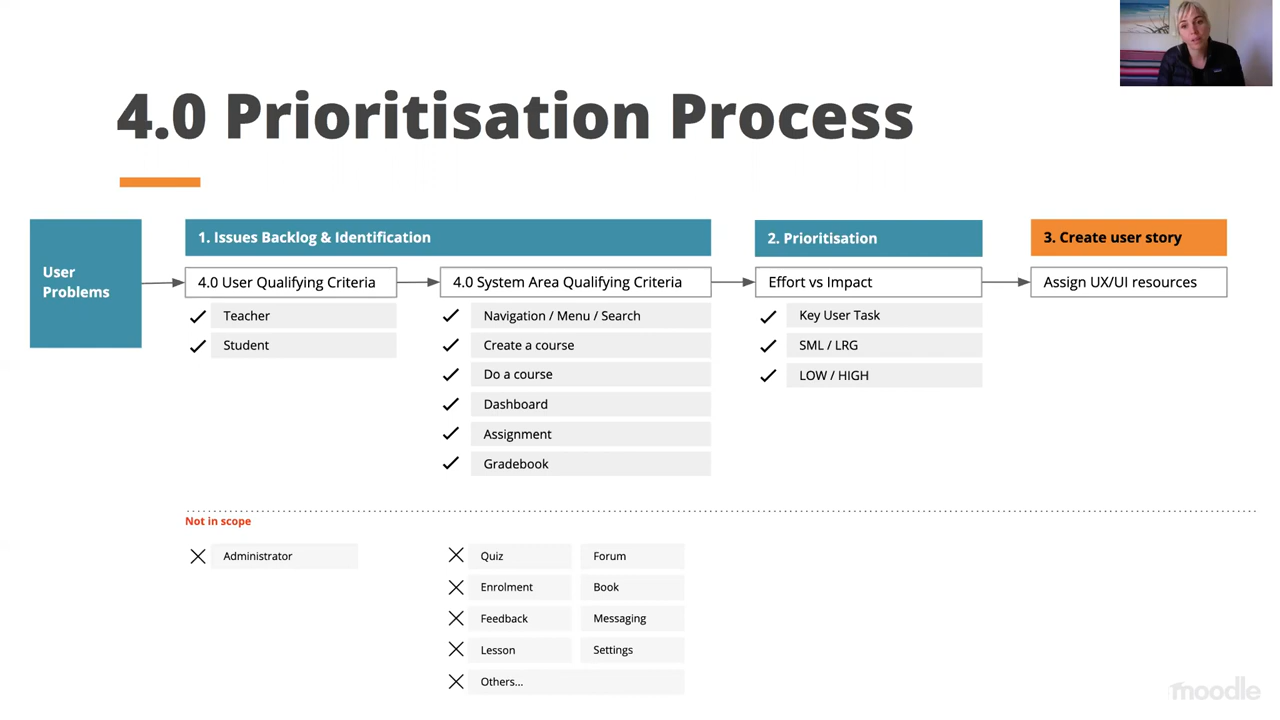 4.0 Prioritisation Process
User
Problems
1. Issues Backlog & Identification
4.0 User Qualifying Criteria
Teacher
Student
4.0 System Area Qualifying Criteria
Navigation / Menu / Search
Create a course
Do a course
Dashboard
Assignment
Gradebook
2. Prioritisation
Effort vs Impact
Key User Task
SML / LRG
LOW / HIGH
3. Create user story
Assign UX/UI resources
Not in scope
Administrator
Quiz
Forum
Enrolment
Book
Feedback
Messaging
Lesson
Settings
Others...
moodle